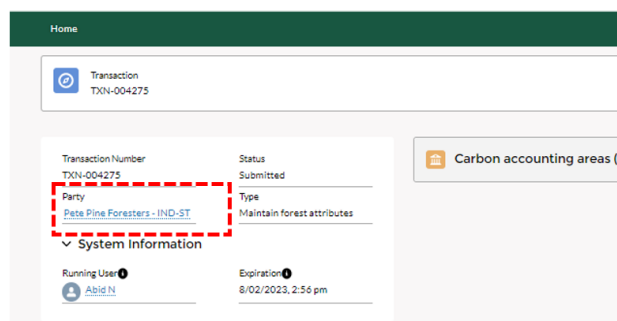 Home
Transaction
TXN-004275
Transaction Number
TXN-004275
Status
Submitted
Party
Pete Pine Foresters - IND-ST
Type
Maintain forest attributes
System Information
Running User
Abid N
Expiration
8/02/2023, 2:56 pm
Carbon accounting areas (